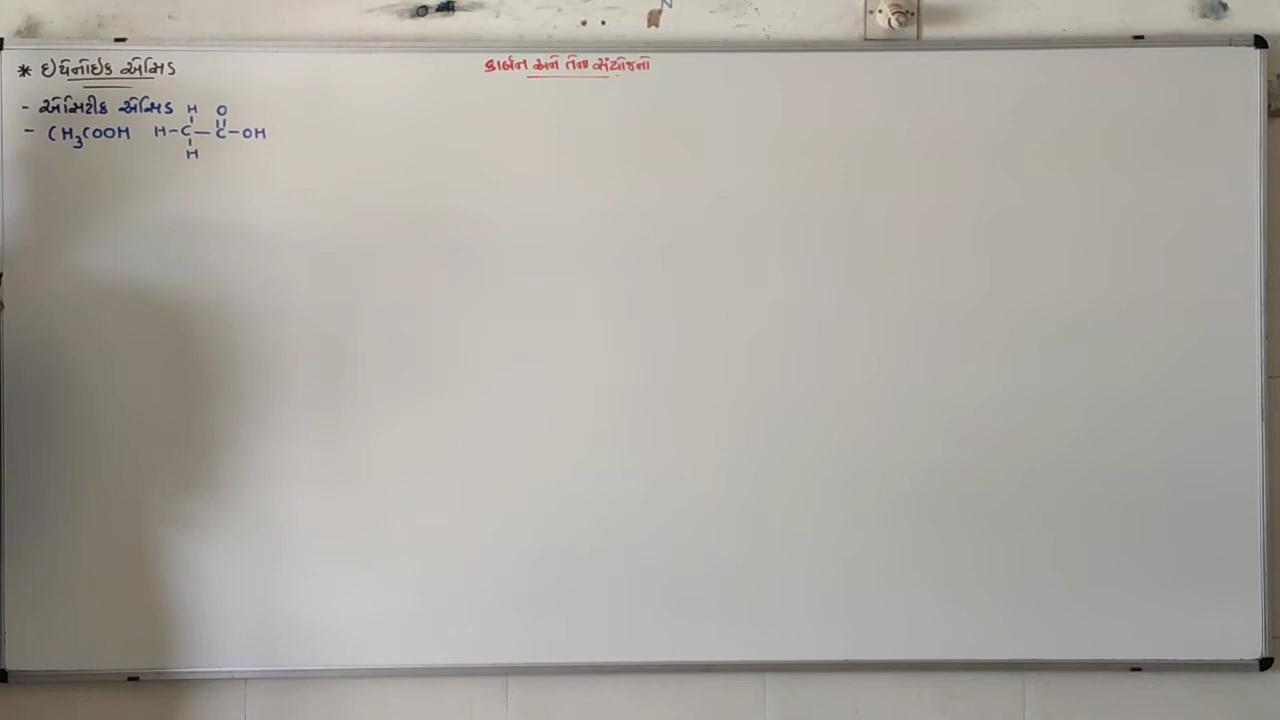 કાર્બન અને તેના સંયોજનો
* ઇથેનોઇક એસિડ
- એસિટીક એસિડ
- CH₃COOH
H O
H-C-C-OH
H